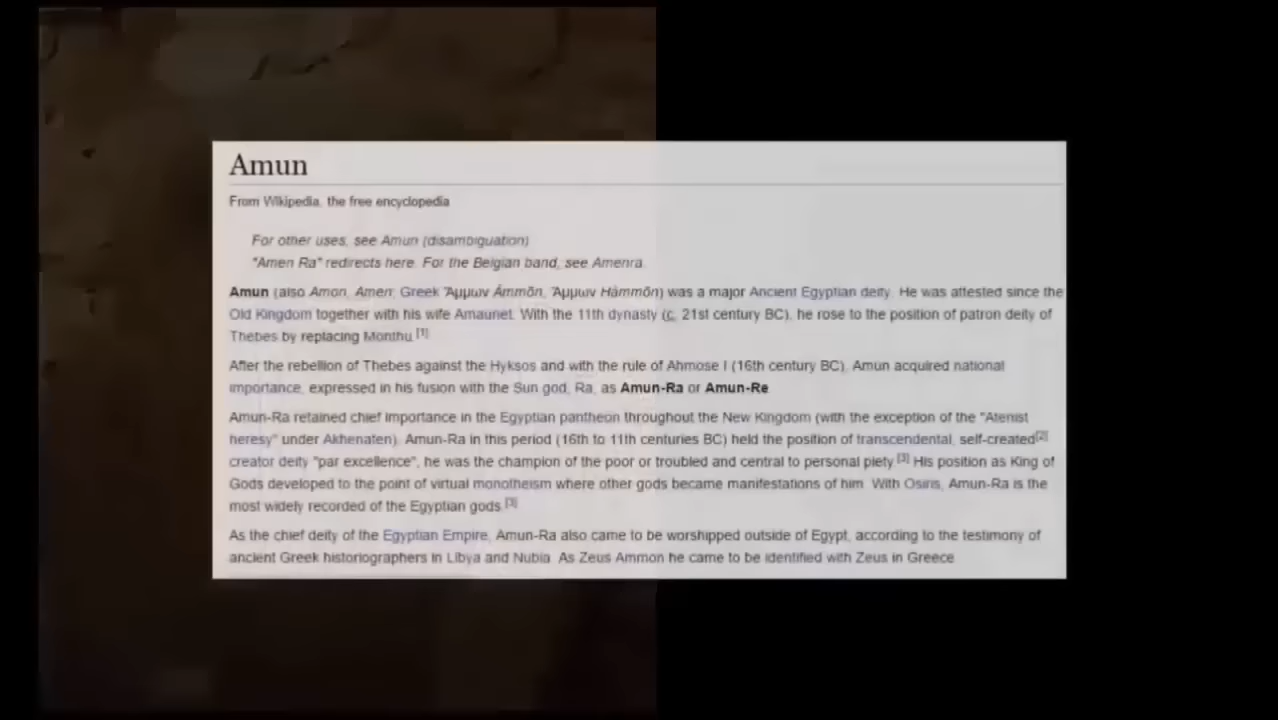 Amun
From Wikipedia, the free encyclopedia
For other uses, see Amun (disambiguation)
"Amen Ra" redirects here. For the Belgian band, see Amenra.
Amun (also Amon, Amen; Greek Ἄμμων Ámmōn, Ἅμμων Hámmōn) was a major Ancient Egyptian deity. He was attested since the
Old Kingdom together with his wife Amaunet. With the 11th dynasty (c. 21st century BC), he rose to the position of patron deity of
Thebes by replacing Monthu.[1]
After the rebellion of Thebes against the Hyksos and with the rule of Ahmose I (16th century BC), Amun acquired national
importance, expressed in his fusion with the Sun god, Ra, as Amun-Ra or Amun-Re.
Amun-Ra retained chief importance in the Egyptian pantheon throughout the New Kingdom (with the exception of the "Atenist
heresy" under Akhenaten). Amun-Ra in this period (16th to 11th centuries BC) held the position of transcendental, self-created[2]
creator deity "par excellence", he was the champion of the poor or troubled and central to personal piety.[3] His position as King of
Gods developed to the point of virtual monotheism where other gods became manifestations of him. With Osiris, Amun-Ra is the
most widely recorded of the Egyptian gods.[3]
As the chief deity of the Egyptian Empire, Amun-Ra also came to be worshipped outside of Egypt, according to the testimony of
ancient Greek historiographers in Libya and Nubia. As Zeus Ammon he came to be identified with Zeus in Greece.